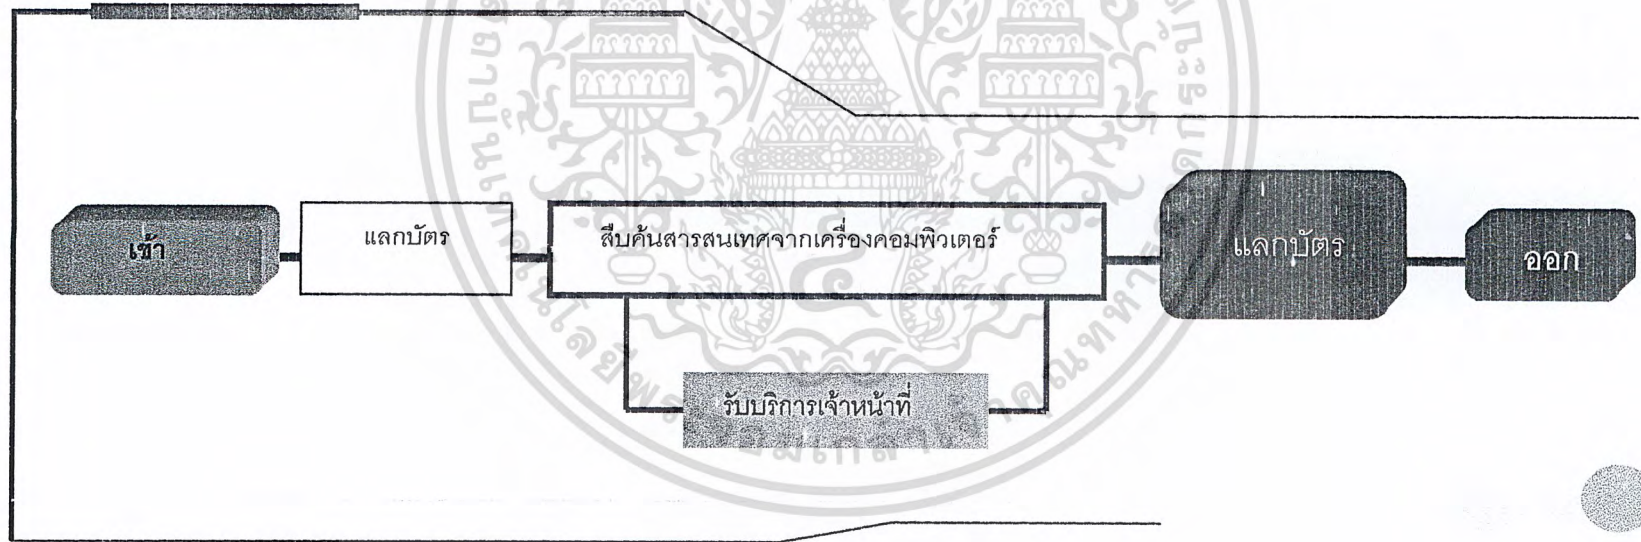 เข้า
แลกบัตร
สืบค้นสารสนเทศจากเครื่องคอมพิวเตอร์
แลกบัตร
ออก
รับบริการเจ้าหน้าที่